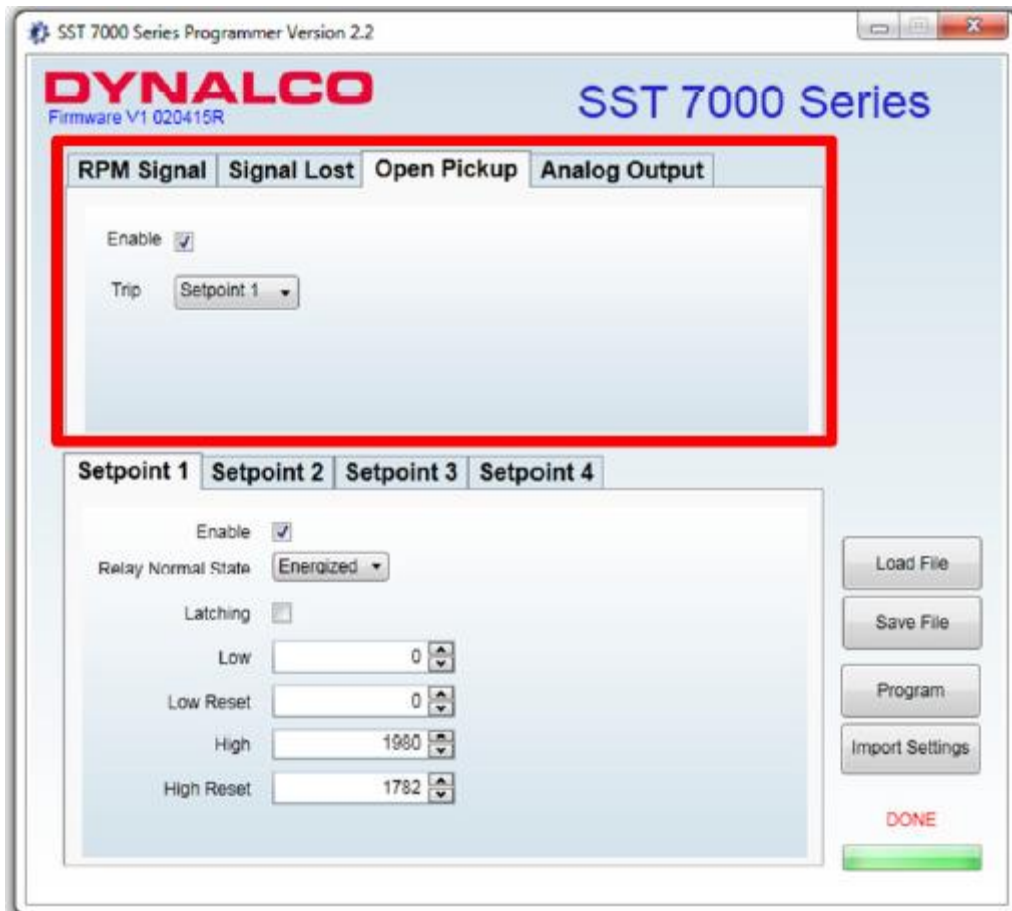 SST 7000 Series Programmer Version 2.2
DYNALCO
SST 7000 Series
Firmware V1 020415R
RPM Signal Signal Lost Open Pickup Analog Output
Enable
Trip Setpoint 1
Setpoint 1 Setpoint 2 Setpoint 3 Setpoint 4
Enable
Relay Normal State Energized
Latching
Low 0
Low Reset 0
High 1980
High Reset 1782
Load File
Save File
Program
Import Settings
DONE